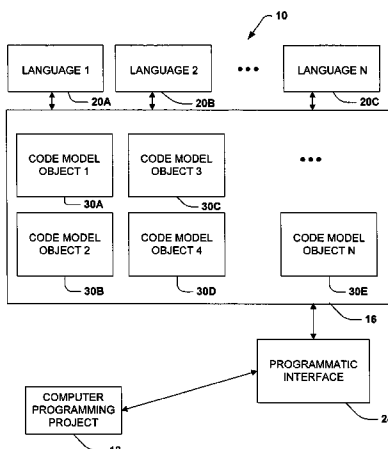 10
LANGUAGE 1
LANGUAGE 2
•••
LANGUAGE N
20A
20B
20C
CODE MODEL
OBJECT 1
CODE MODEL
OBJECT 3
•••
30A
30C
CODE MODEL
OBJECT 2
CODE MODEL
OBJECT 4
CODE MODEL
OBJECT N
30B
30D
30E
16
PROGRAMMATIC
INTERFACE
COMPUTER
PROGRAMMING
PROJECT